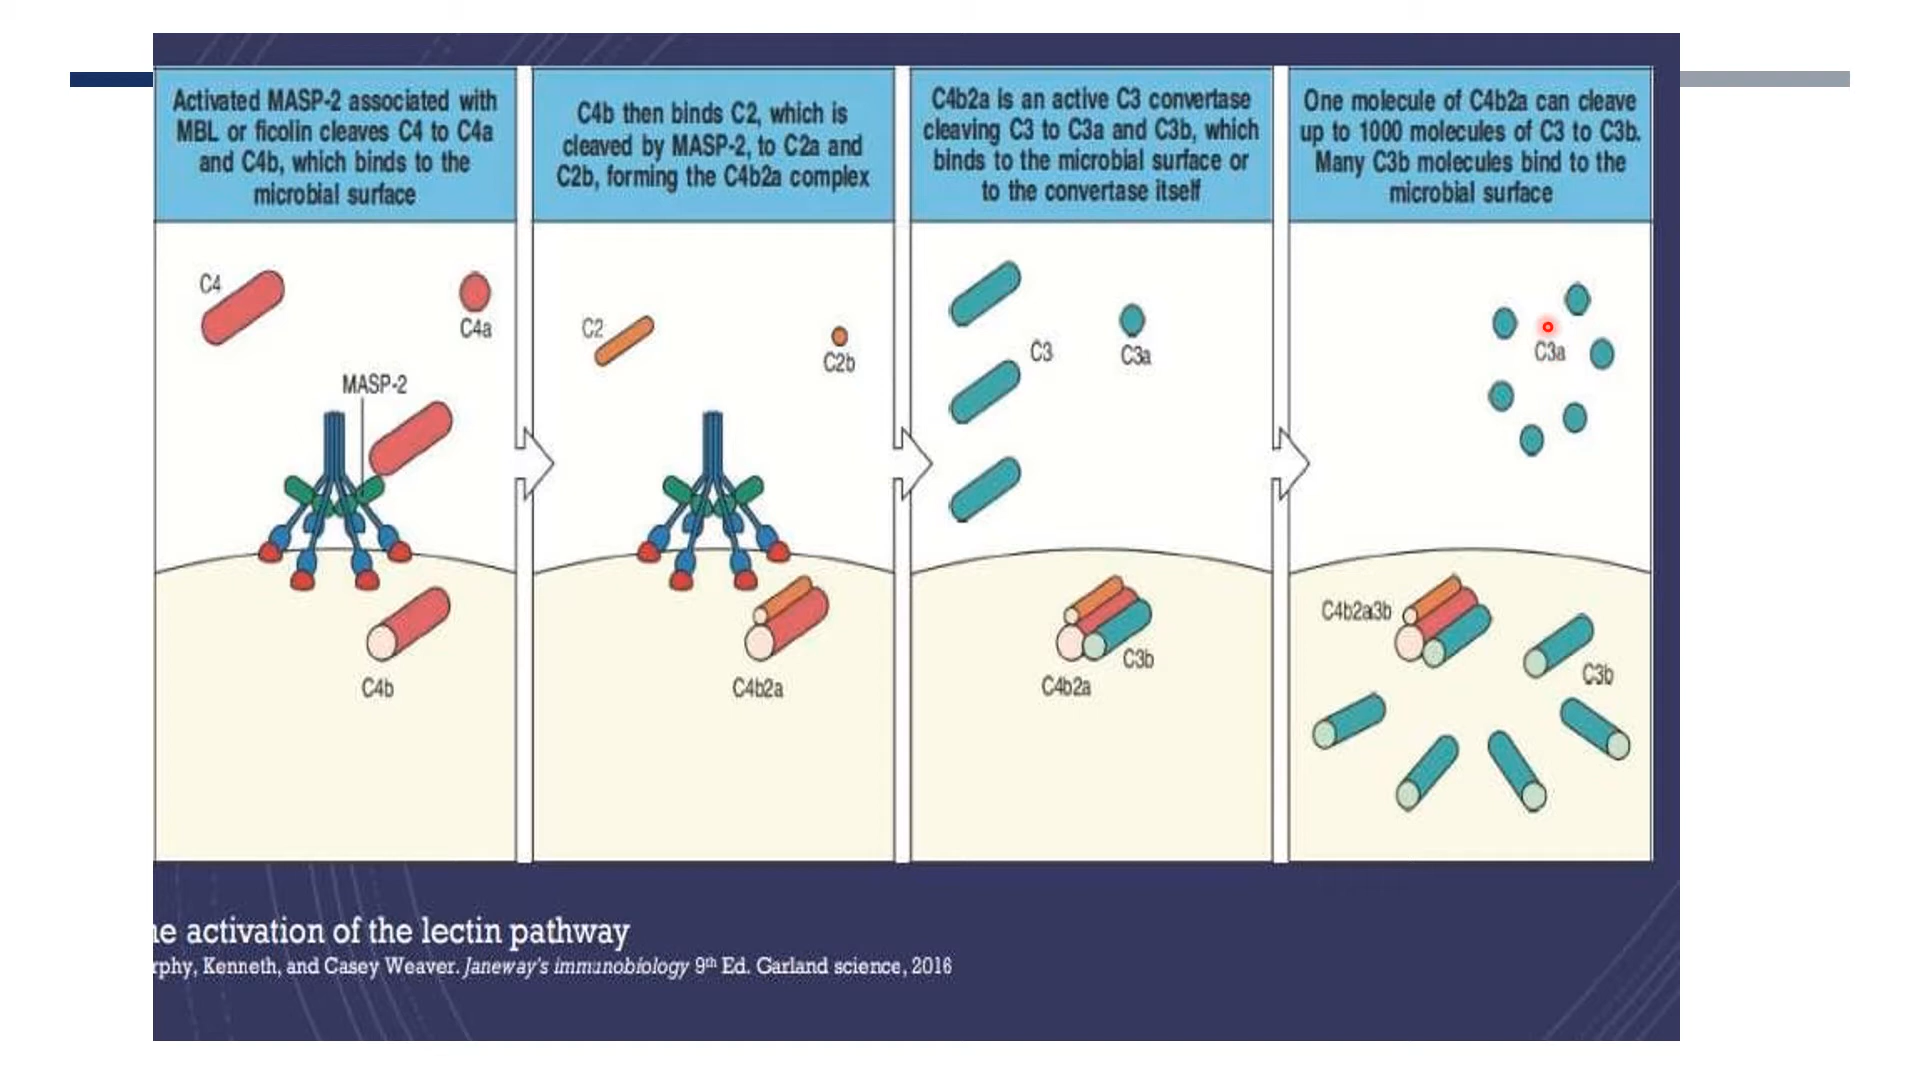 Activated MASP-2 associated with
MBL or ficolin cleaves C4 to C4a
and C4b, which binds to the
microbial surface
C4
C4a
MASP-2
C4b
C4b then binds C2, which is
cleaved by MASP-2, to C2a and
C2b, forming the C4b2a complex
C2
C2b
C4b2a
C4b2a is an active C3 convertase
cleaving C3 to C3a and C3b, which
binds to the microbial surface or
to the convertase itself
C3
C3a
C3b
C4b2a
One molecule of C4b2a can cleave
up to 1000 molecules of C3 to C3b.
Many C3b molecules bind to the
microbial surface
C3a
C4b2a3b
C3b
he activation of the lectin pathway
rphy, Kenneth, and Casey Weaver. Janeway's immunobiology 9th Ed. Garland science, 2016